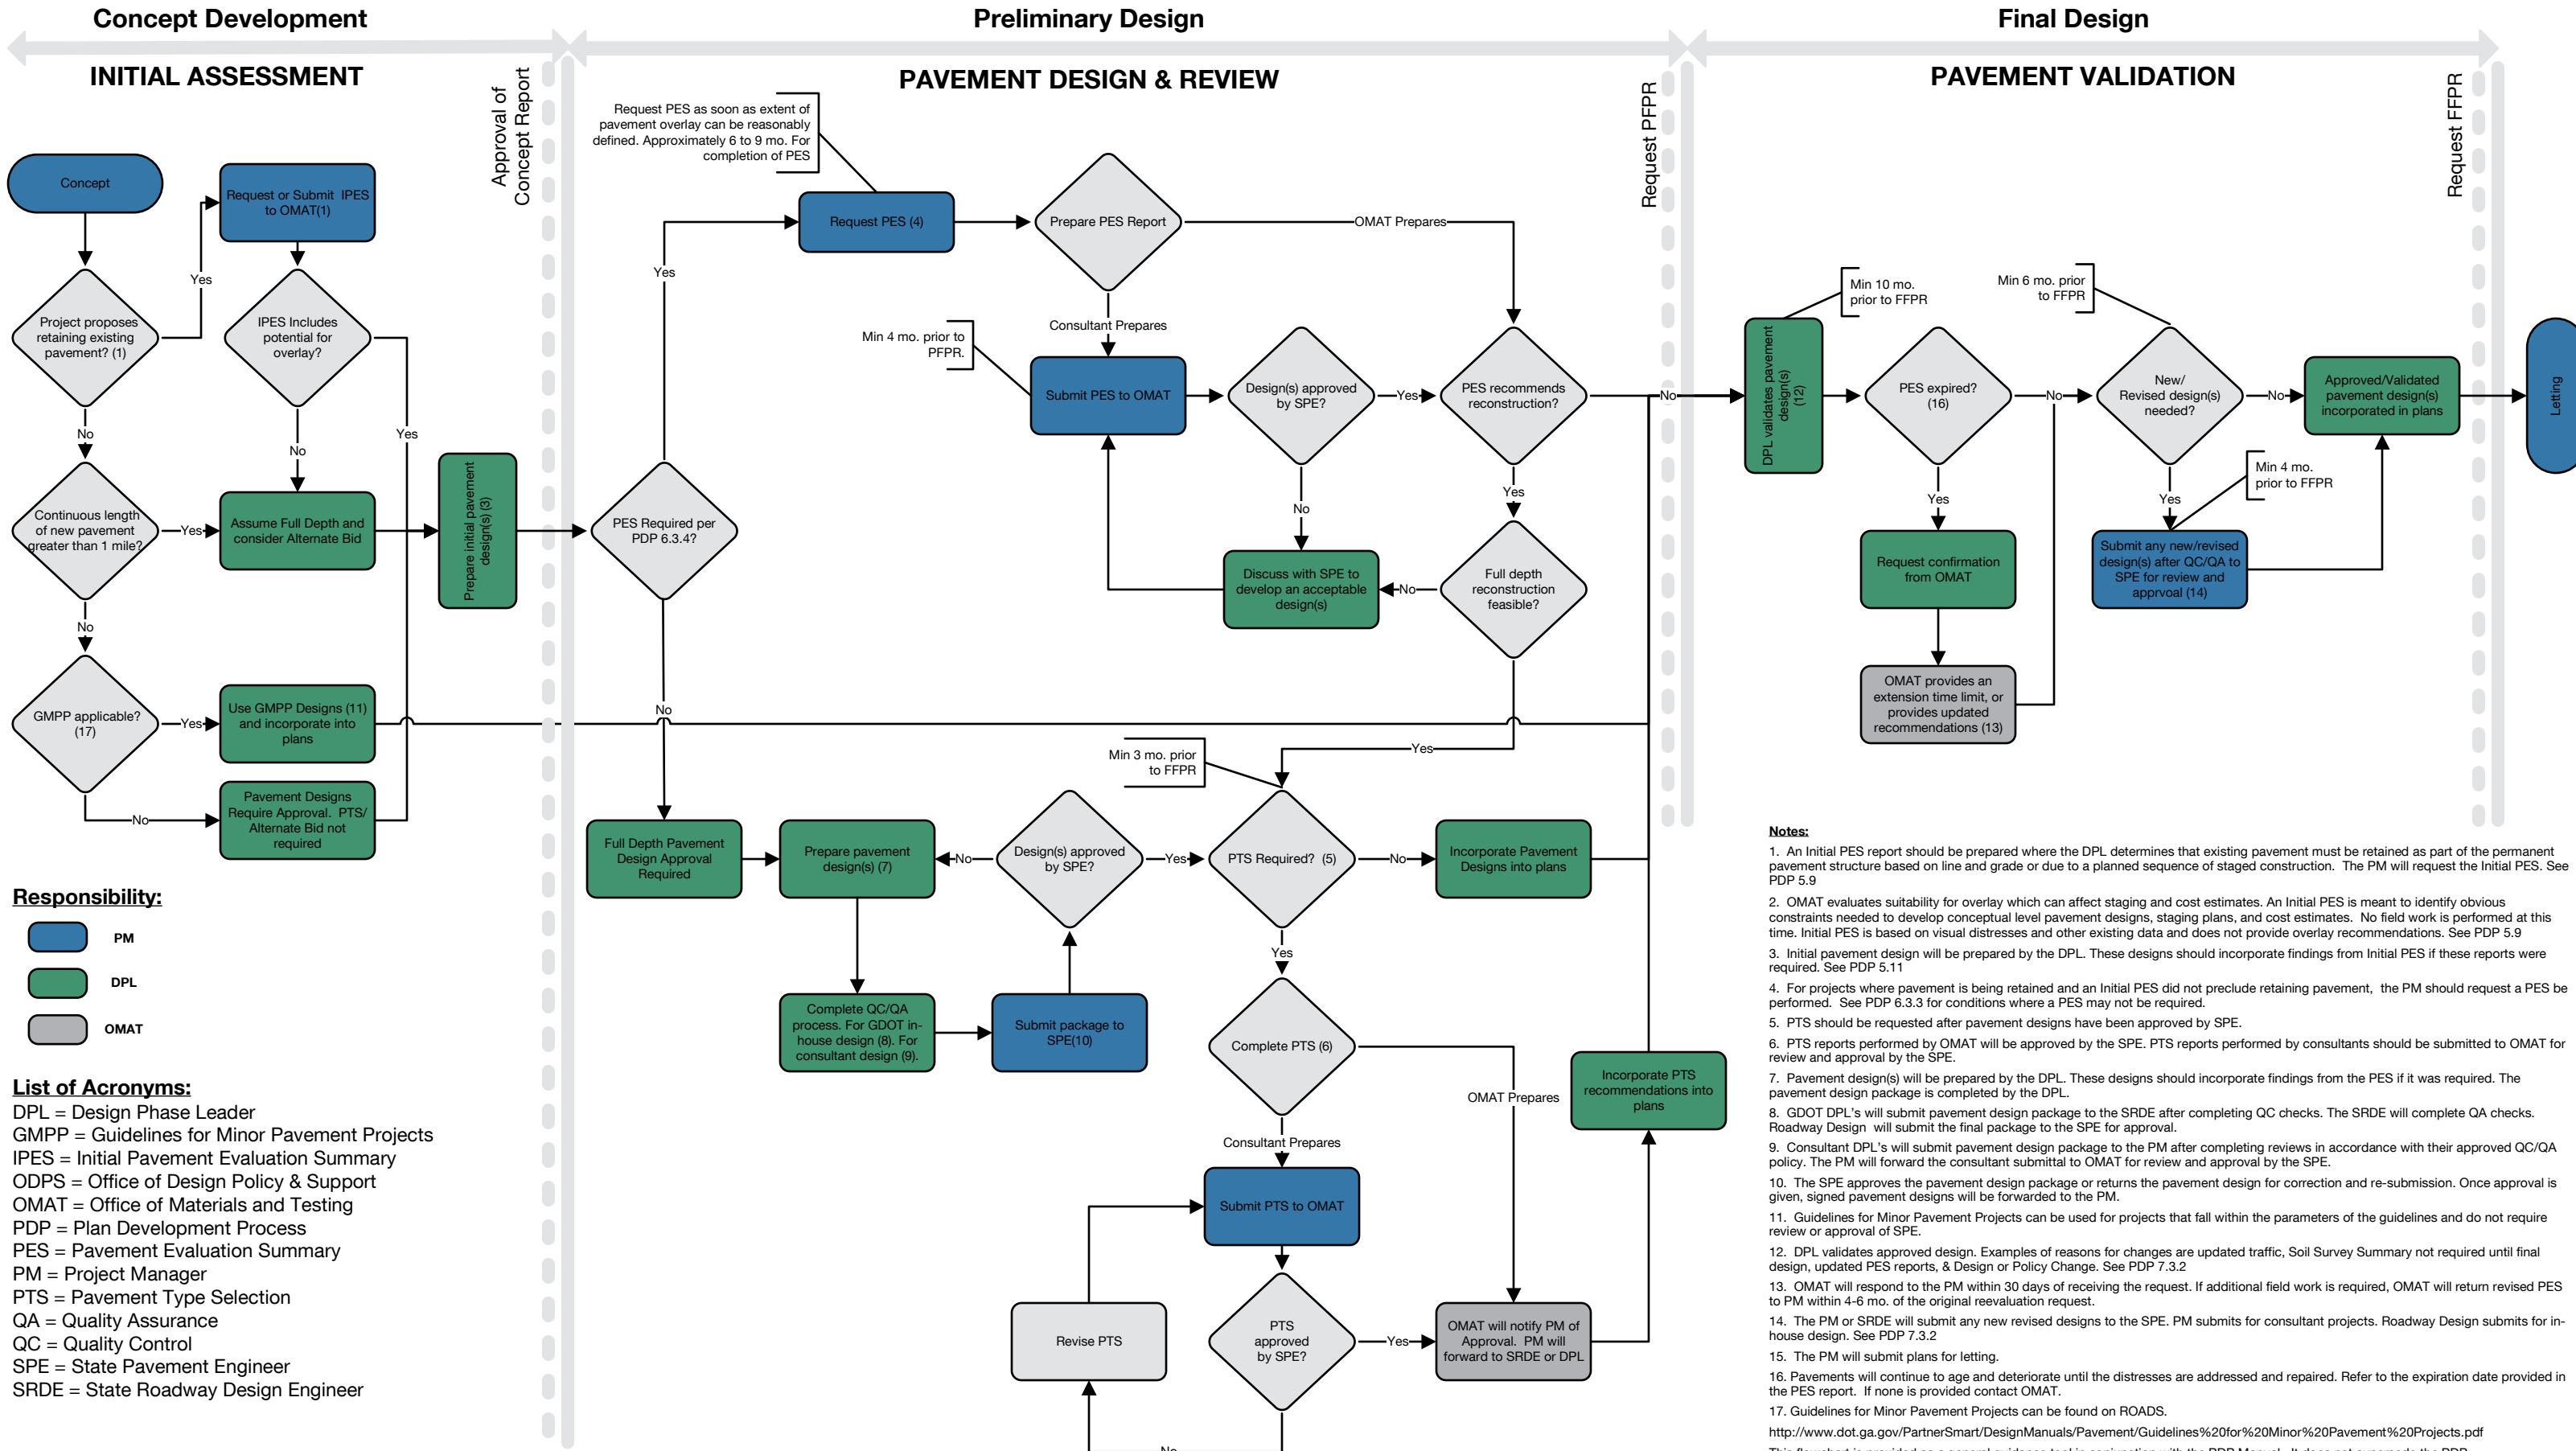 Concept Development
Preliminary Design
Final Design
INITIAL ASSESSMENT
PAVEMENT DESIGN & REVIEW
PAVEMENT VALIDATION
Approval of
Concept Report
Request PFPR
Request FFPR
Concept
Request or Submit IPES
to OMAT(1)
Yes
Project proposes
retaining existing
pavement? (1)
IPES Includes
potential for
overlay?
No
No
Yes
Continuous length
of new pavement
greater than 1 mile?
Yes
Assume Full Depth and
consider Alternate Bid
Prepare initial pavement
design(s) (3)
No
GMPP applicable?
(17)
Yes
Use GMPP Designs (11)
and incorporate into
plans
No
Pavement Designs
Require Approval. PTS/
Alternate Bid not
required
Request PES as soon as extent of
pavement overlay can be reasonably
defined. Approximately 6 to 9 mo. For
completion of PES
Request PES (4)
Prepare PES Report
OMAT Prepares
Yes
Consultant Prepares
Min 4 mo. prior to
PFPR.
Submit PES to OMAT
Design(s) approved
by SPE?
Yes
PES recommends
reconstruction?
No
No
Yes
PES Required per
PDP 6.3.4?
Discuss with SPE to
develop an acceptable
design(s)
No
Full depth
reconstruction
feasible?
No
Yes
Min 3 mo. prior
to FFPR
Full Depth Pavement
Design Approval
Required
Prepare pavement
design(s) (7)
No
Design(s) approved
by SPE?
Yes
PTS Required? (5)
No
Incorporate Pavement
Designs into plans
Yes
Complete QC/QA
process. For GDOT in-
house design (8). For
consultant design (9).
Submit package to
SPE(10)
Complete PTS (6)
OMAT Prepares
Incorporate PTS
recommendations into
plans
Consultant Prepares
Submit PTS to OMAT
Revise PTS
PTS
approved
by SPE?
Yes
OMAT will notify PM of
Approval. PM will
forward to SRDE or DPL
No
Min 10 mo.
prior to FFPR
Min 6 mo. prior
to FFPR
DPL validates pavement
design(s)
(12)
PES expired?
(16)
No
New/
Revised design(s)
needed?
No
Approved/Validated
pavement design(s)
incorporated in plans
Letting
Yes
Yes
Min 4 mo.
prior to FFPR
Request confirmation
from OMAT
Submit any new/revised
design(s) after QC/QA to
SPE for review and
apprvoal (14)
OMAT provides an
extension time limit, or
provides updated
recommendations (13)
Responsibility:
PM
DPL
OMAT
List of Acronyms:
DPL = Design Phase Leader
GMPP = Guidelines for Minor Pavement Projects
IPES = Initial Pavement Evaluation Summary
ODPS = Office of Design Policy & Support
OMAT = Office of Materials and Testing
PDP = Plan Development Process
PES = Pavement Evaluation Summary
PM = Project Manager
PTS = Pavement Type Selection
QA = Quality Assurance
QC = Quality Control
SPE = State Pavement Engineer
SRDE = State Roadway Design Engineer
Notes:
1. An Initial PES report should be prepared where the DPL determines that existing pavement must be retained as part of the permanent
pavement structure based on line and grade or due to a planned sequence of staged construction. The PM will request the Initial PES. See
PDP 5.9
2. OMAT evaluates suitability for overlay which can affect staging and cost estimates. An Initial PES is meant to identify obvious
constraints needed to develop conceptual level pavement designs, staging plans, and cost estimates. No field work is performed at this
time. Initial PES is based on visual distresses and other existing data and does not provide overlay recommendations. See PDP 5.9
3. Initial pavement design will be prepared by the DPL. These designs should incorporate findings from Initial PES if these reports were
required. See PDP 5.11
4. For projects where pavement is being retained and an Initial PES did not preclude retaining pavement, the PM should request a PES be
performed. See PDP 6.3.3 for conditions where a PES may not be required.
5. PTS should be requested after pavement designs have been approved by SPE.
6. PTS reports performed by OMAT will be approved by the SPE. PTS reports performed by consultants should be submitted to OMAT for
review and approval by the SPE.
7. Pavement design(s) will be prepared by the DPL. These designs should incorporate findings from the PES if it was required. The
pavement design package is completed by the DPL.
8. GDOT DPL's will submit pavement design package to the SRDE after completing QC checks. The SRDE will complete QA checks.
Roadway Design will submit the final package to the SPE for approval.
9. Consultant DPL's will submit pavement design package to the PM after completing reviews in accordance with their approved QC/QA
policy. The PM will forward the consultant submittal to OMAT for review and approval by the SPE.
10. The SPE approves the pavement design package or returns the pavement design for correction and re-submission. Once approval is
given, signed pavement designs will be forwarded to the PM.
11. Guidelines for Minor Pavement Projects can be used for projects that fall within the parameters of the guidelines and do not require
review or approval of SPE.
12. DPL validates approved design. Examples of reasons for changes are updated traffic, Soil Survey Summary not required until final
design, updated PES reports, & Design or Policy Change. See PDP 7.3.2
13. OMAT will respond to the PM within 30 days of receiving the request. If additional field work is required, OMAT will return revised PES
to PM within 4-6 mo. of the original reevaluation request.
14. The PM or SRDE will submit any new revised designs to the SPE. PM submits for consultant projects. Roadway Design submits for in-
house design. See PDP 7.3.2
15. The PM will submit plans for letting.
16. Pavements will continue to age and deteriorate until the distresses are addressed and repaired. Refer to the expiration date provided in
the PES report. If none is provided contact OMAT.
17. Guidelines for Minor Pavement Projects can be found on ROADS.
http://www.dot.ga.gov/PartnerSmart/DesignManuals/Pavement/Guidelines%20for%20Minor%20Pavement%20Projects.pdf